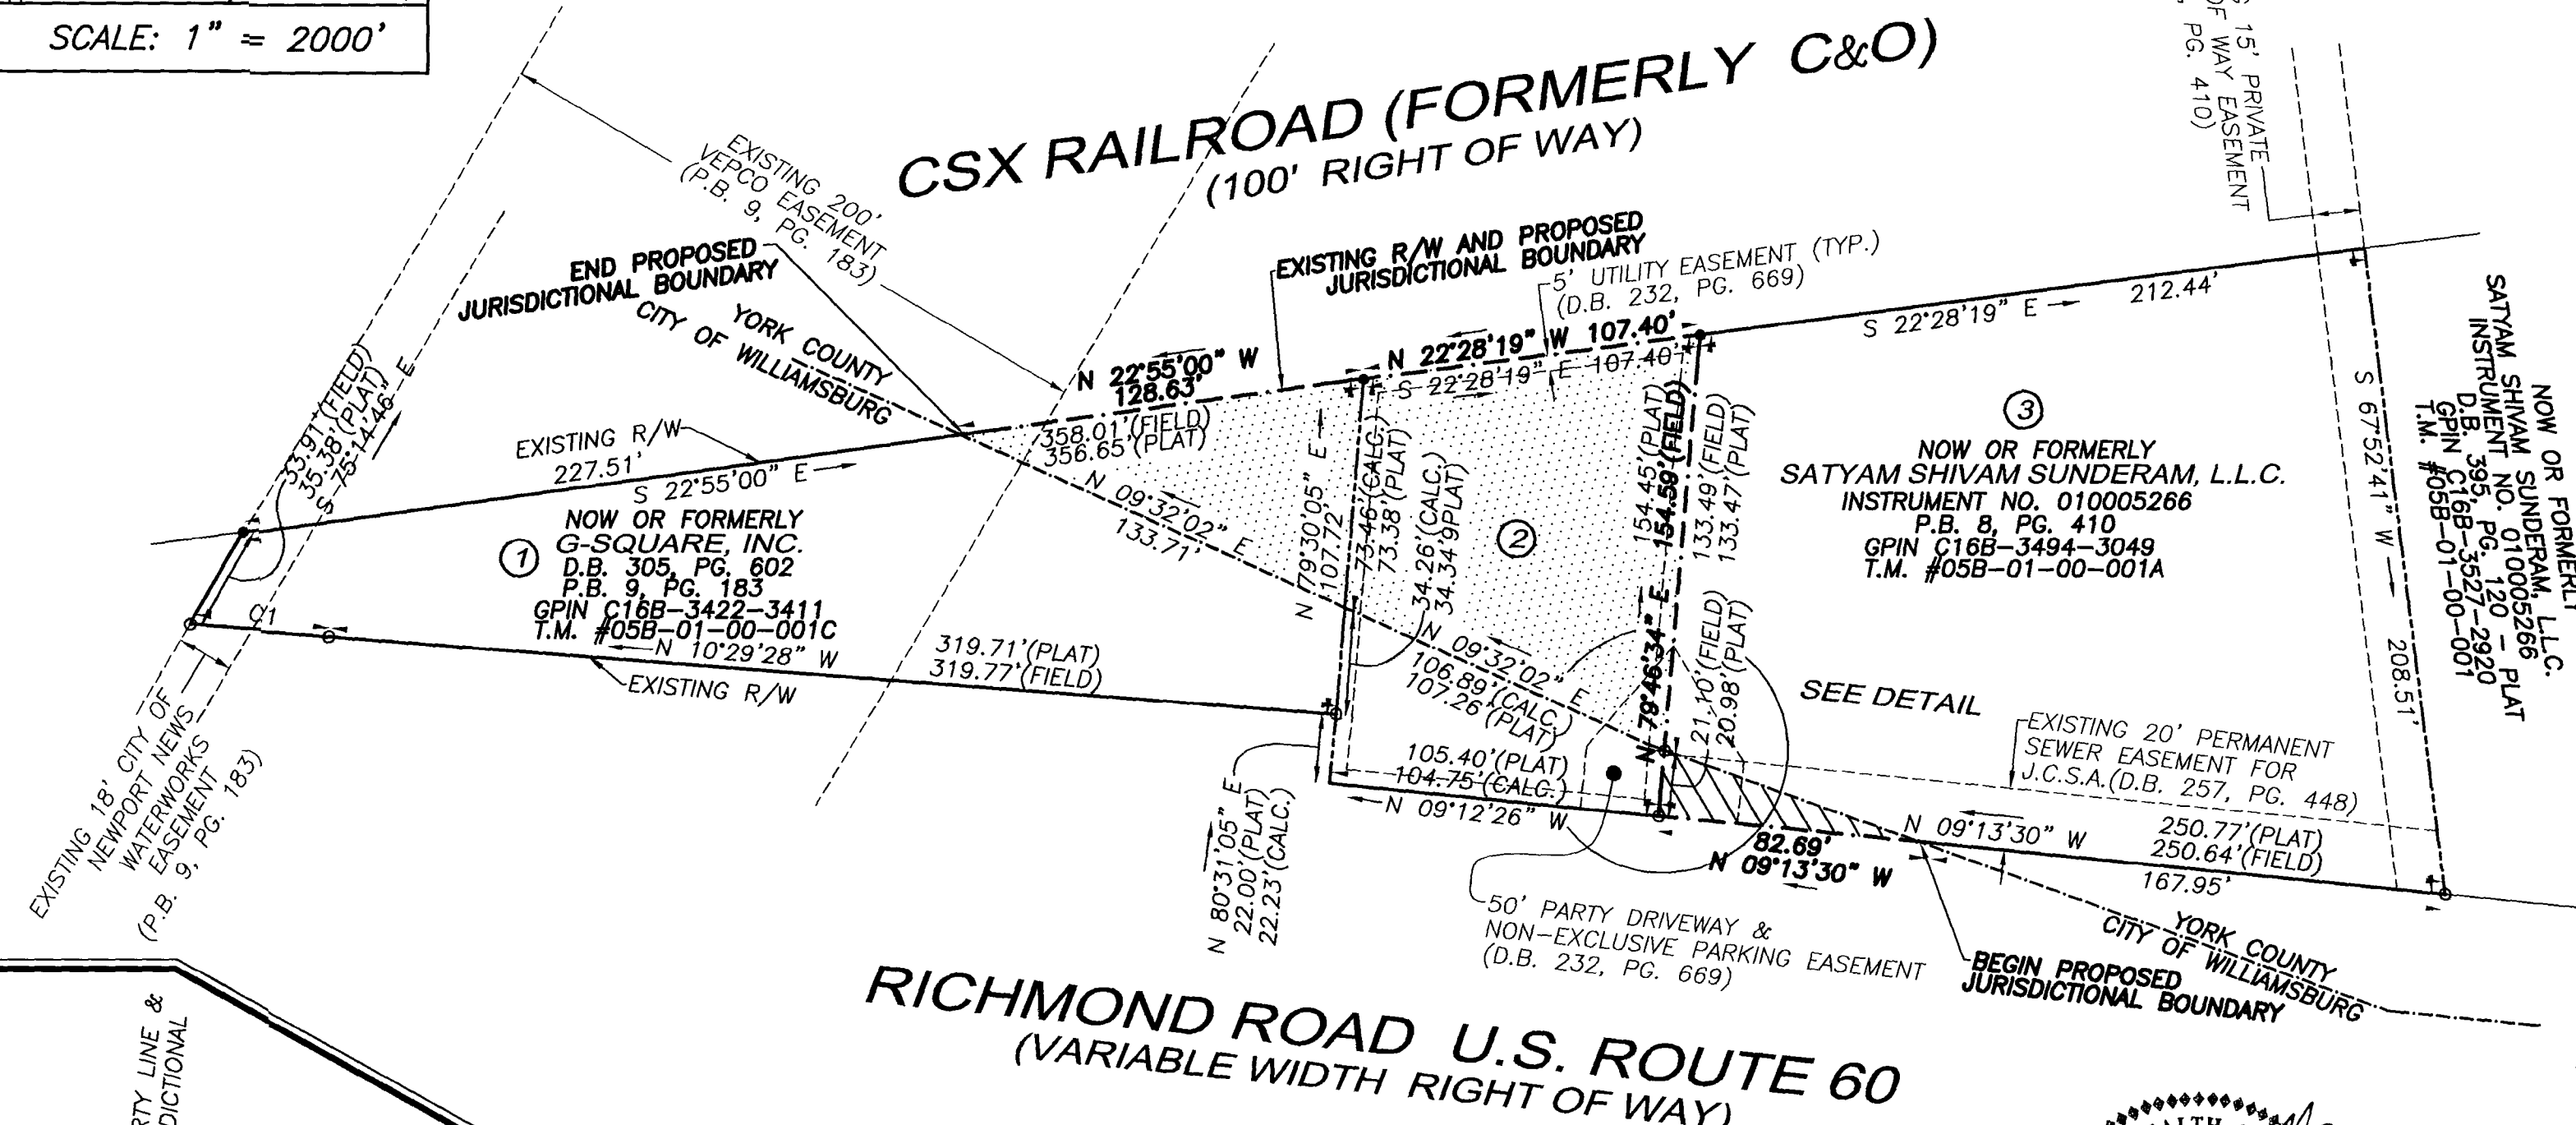 SCALE: 1" = 2000'
CSX RAILROAD (FORMERLY C&O)
(100' RIGHT OF WAY)
15' PRIVATE
OF WAY EASEMENT
PG. 410)
EXISTING 200'
VEPCO EASEMENT
(P.B. 9, PG. 183)
END PROPOSED
JURISDICTIONAL BOUNDARY
YORK COUNTY
CITY OF WILLIAMSBURG
EXISTING R/W AND PROPOSED
JURISDICTIONAL BOUNDARY
5' UTILITY EASEMENT (TYP.)
(D.B. 232, PG. 669)
S 22°28'19" E
212.44'
N 22°28'19" W 107.40'
S 22°28'19" E 107.40'
N 22°55'00" W
128.63'
358.01'(FIELD)
356.65'(PLAT)
33.91'(FIELD)
35.38'(PLAT)
S 75°14'46" E
EXISTING R/W
227.51'
S 22°55'00" E
1
NOW OR FORMERLY
G-SQUARE, INC.
D.B. 305, PG. 602
P.B. 9, PG. 183
GPIN C16B-3422-3411
T.M. #05B-01-00-001C
C1
N 10°29'28" W
319.71'(PLAT)
319.77'(FIELD)
EXISTING R/W
N 09°32'02" E
133.71'
N 79°30'05" E
107.72'
73.46'(CALC.)
73.38'(PLAT)
34.26'(CALC.)
34.34'9PLAT)
2
N 09°32'02" E
106.89'(CALC.)
107.26'(PLAT)
154.45'(PLAT)
N 79°46'34" E 154.59'(FIELD)
133.49'(FIELD)
133.47'(PLAT)
21.10'(FIELD)
20.98'(PLAT)
3
NOW OR FORMERLY
SATYAM SHIVAM SUNDERAM, L.L.C.
INSTRUMENT NO. 010005266
P.B. 8, PG. 410
GPIN C16B-3494-3049
T.M. #05B-01-00-001A
S 67°52'41" W
208.51'
NOW OR FORMERLY
SATYAM SHIVAM SUNDERAM, L.L.C.
INSTRUMENT NO. 010005266
D.B. 395, PG. 120 - PLAT
GPIN C16B-3527-2920
T.M. #05B-01-00-001
SEE DETAIL
EXISTING 20' PERMANENT
SEWER EASEMENT FOR
J.C.S.A.(D.B. 257, PG. 448)
105.40'(PLAT)
104.75'(CALC.)
N 09°12'26" W
N 80°31'05" E
22.00'(PLAT)
22.23'(CALC.)
82.69'
N 09°13'30" W
N 09°13'30" W
250.77'(PLAT)
250.64'(FIELD)
167.95'
50' PARTY DRIVEWAY &
NON-EXCLUSIVE PARKING EASEMENT
(D.B. 232, PG. 669)
YORK COUNTY
CITY OF WILLIAMSBURG
BEGIN PROPOSED
JURISDICTIONAL BOUNDARY
EXISTING 18' CITY OF
NEWPORT NEWS
WATERWORKS
EASEMENT
(P.B. 9, PG. 183)
RICHMOND ROAD U.S. ROUTE 60
(VARIABLE WIDTH RIGHT OF WAY)
RTY LINE &
DICTIONAL